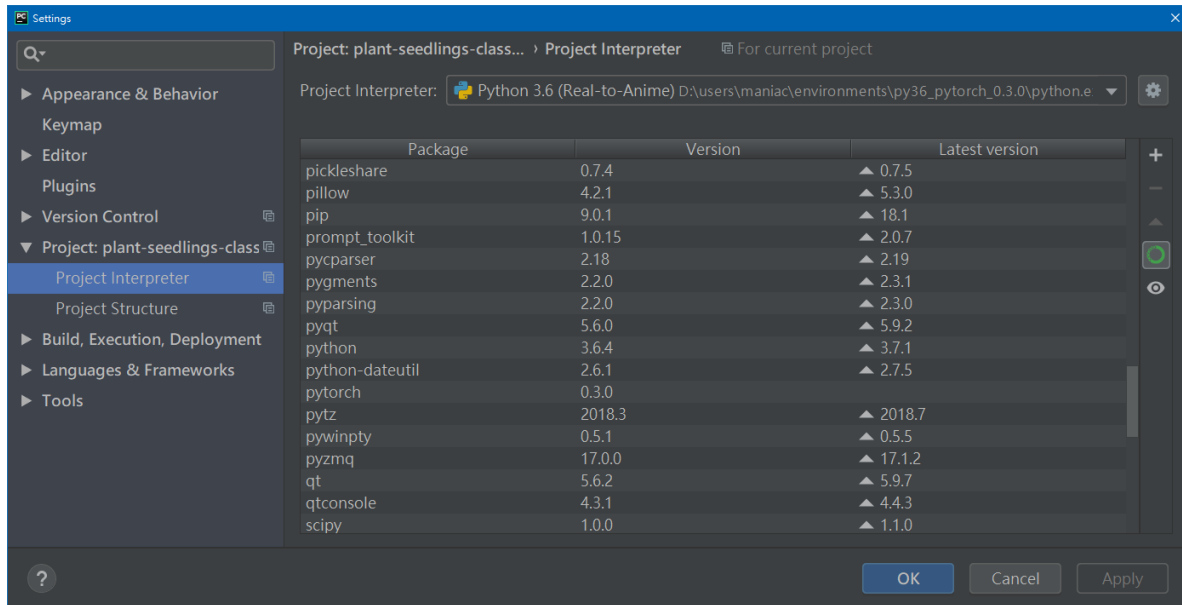 Settings
Project: plant-seedlings-class... › Project Interpreter For current project
Project Interpreter: Python 3.6 (Real-to-Anime) D:\users\maniac\environments\py36_pytorch_0.3.0\python.e
Appearance & Behavior
Keymap
Editor
Plugins
Version Control
Project: plant-seedlings-class
Project Interpreter
Project Structure
Build, Execution, Deployment
Languages & Frameworks
Tools
Package Version Latest version
pickleshare 0.7.4 0.7.5
pillow 4.2.1 5.3.0
pip 9.0.1 18.1
prompt_toolkit 1.0.15 2.0.7
pycparser 2.18 2.19
pygments 2.2.0 2.3.1
pyparsing 2.2.0 2.3.0
pyqt 5.6.0 5.9.2
python 3.6.4 3.7.1
python-dateutil 2.6.1 2.7.5
pytorch 0.3.0
pytz 2018.3 2018.7
pywinpty 0.5.1 0.5.5
pyzmq 17.0.0 17.1.2
qt 5.6.2 5.9.7
qtconsole 4.3.1 4.4.3
scipy 1.0.0 1.1.0
? OK Cancel Apply